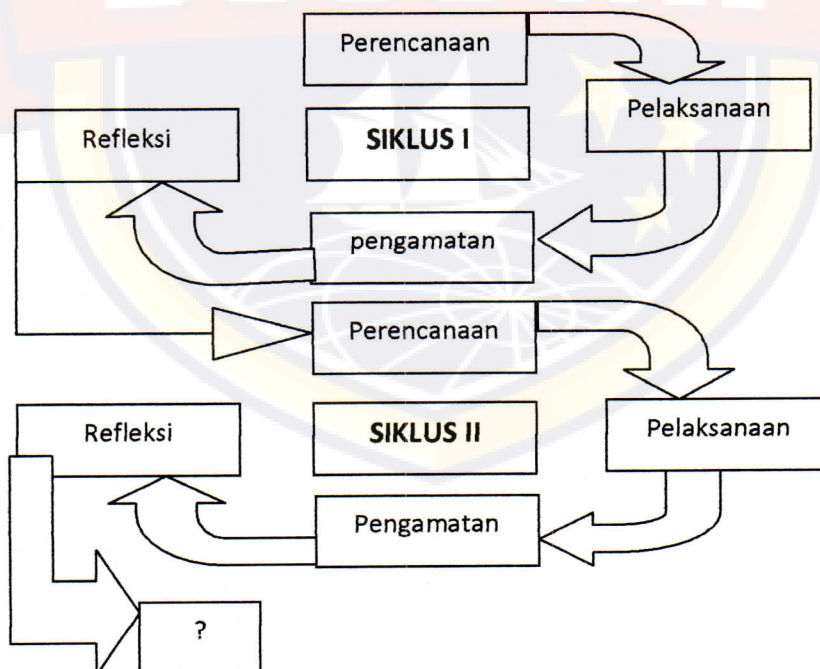 Perencanaan
Pelaksanaan
Refleksi
SIKLUS I
pengamatan
Perencanaan
Refleksi
SIKLUS II
Pelaksanaan
Pengamatan
?